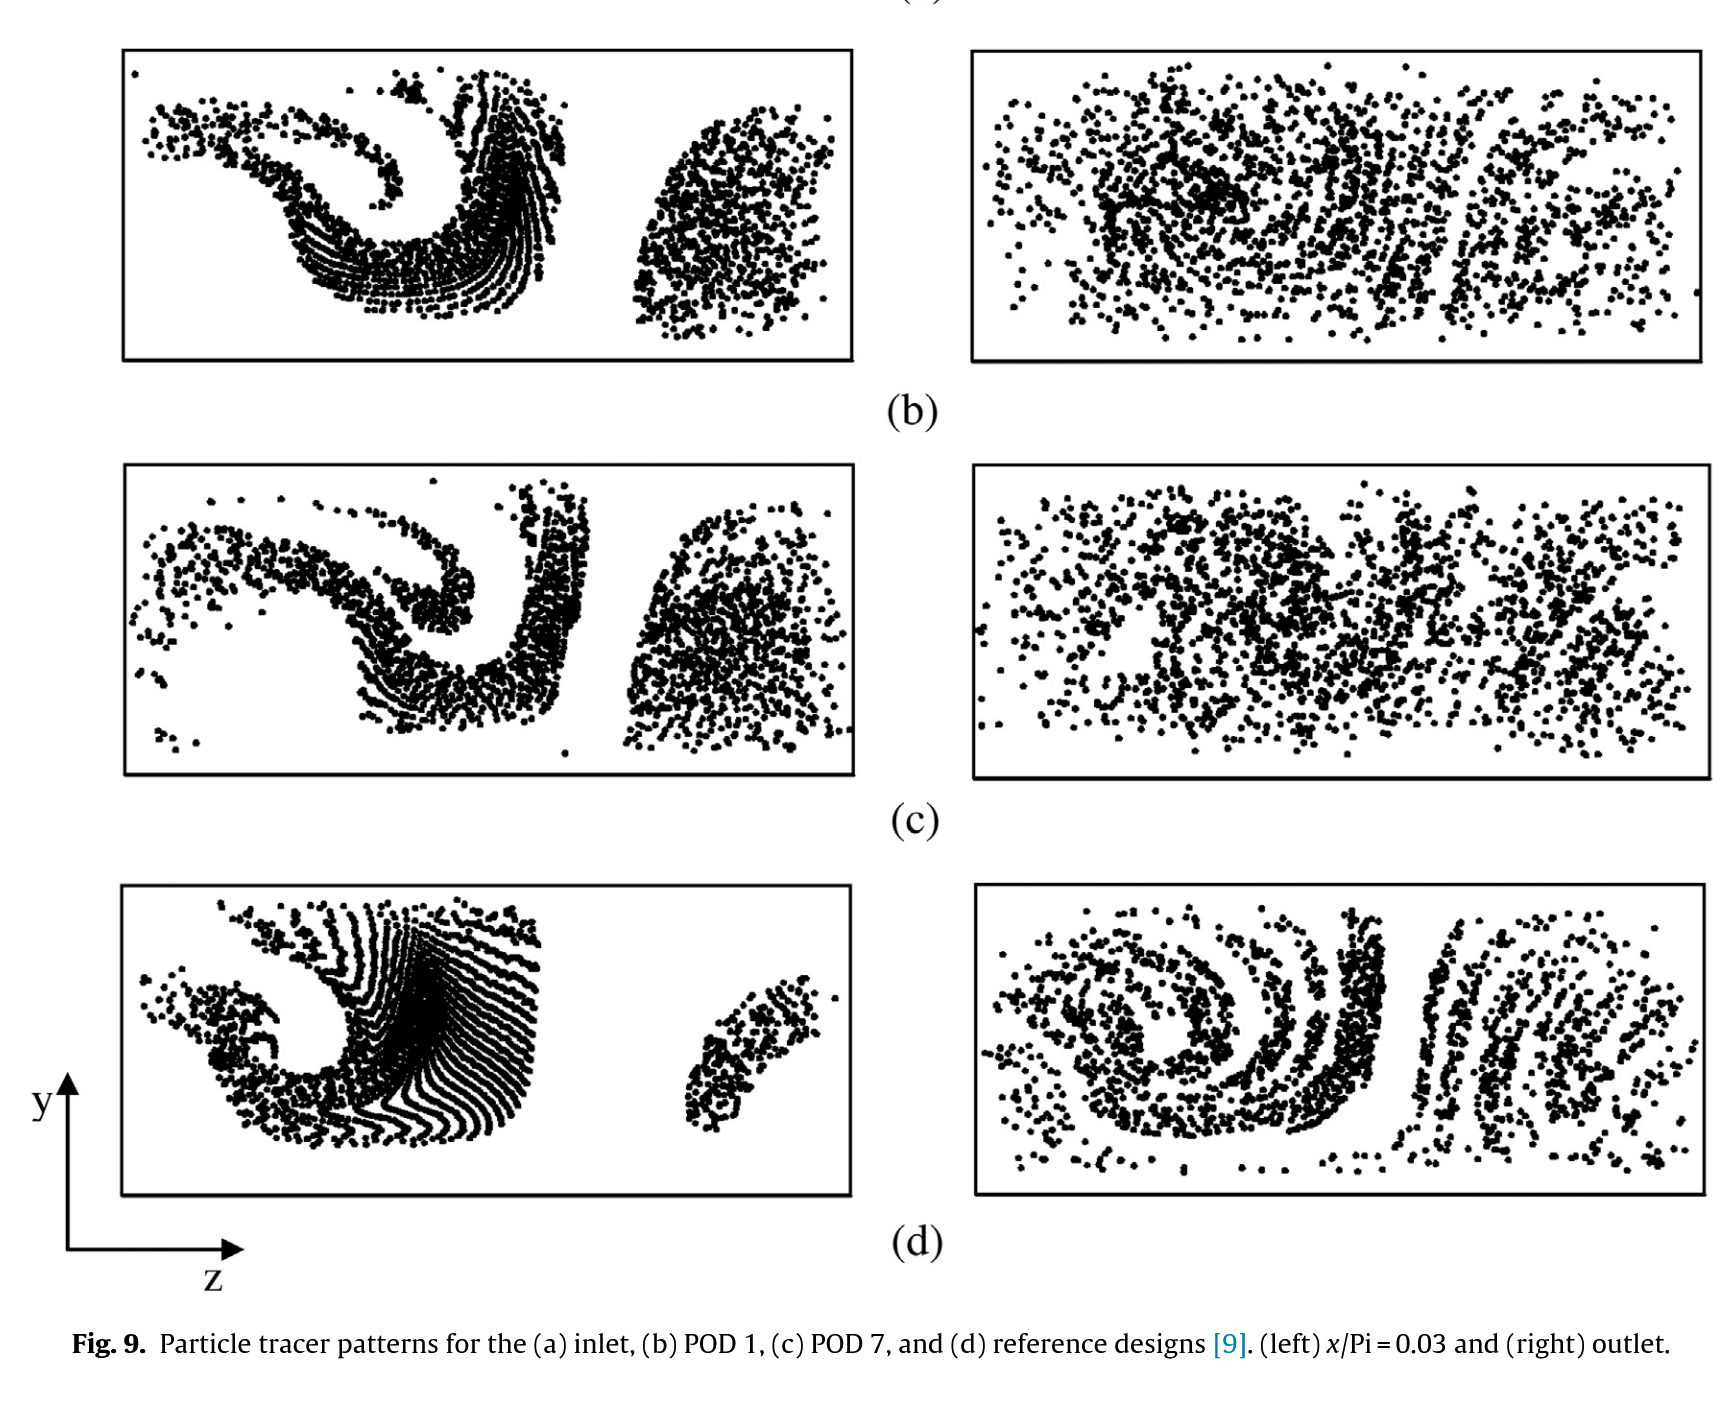 (b)
(c)
y
(d)
z
Fig. 9. Particle tracer patterns for the (a) inlet, (b) POD 1, (c) POD 7, and (d) reference designs [9]. (left) x/Pi = 0.03 and (right) outlet.